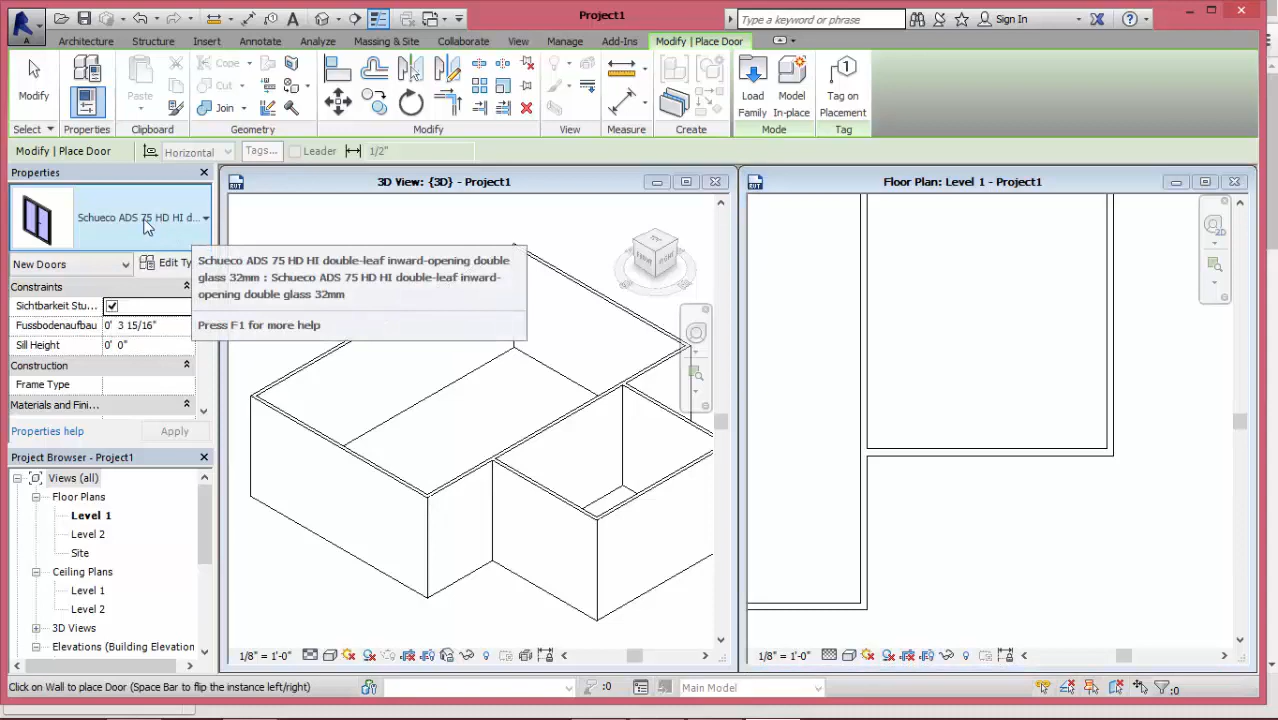 Project1
Type a keyword or phrase
Sign In
Architecture
Structure
Insert
Annotate
Analyze
Massing & Site
Collaborate
View
Manage
Add-Ins
Modify | Place Door
Modify
Paste
Cope
Cut
Join
Load
Family
Model
In-place
Tag on
Placement
Select
Properties
Clipboard
Geometry
Modify
View
Measure
Create
Mode
Tag
Modify | Place Door
Horizontal
Tags...
Leader
1/2"
Properties
Schueco ADS 75 HD HI d...
New Doors
Edit Ty
Constraints
Sichtbarkeit Stu...
Fussbodenaufbau
0' 3 15/16"
Sill Height
0' 0"
Construction
Frame Type
Materials and Fini...
Properties help
Apply
Schueco ADS 75 HD HI double-leaf inward-opening double
glass 32mm : Schueco ADS 75 HD HI double-leaf inward-
opening double glass 32mm
Press F1 for more help
Project Browser - Project1
Views (all)
Floor Plans
Level 1
Level 2
Site
Ceiling Plans
Level 1
Level 2
3D Views
Elevations (Building Elevation
3D View: {3D} - Project1
1/8" = 1'-0"
Floor Plan: Level 1 - Project1
2D
1/8" = 1'-0"
Click on Wall to place Door (Space Bar to flip the instance left/right)
:0
Main Model
:0